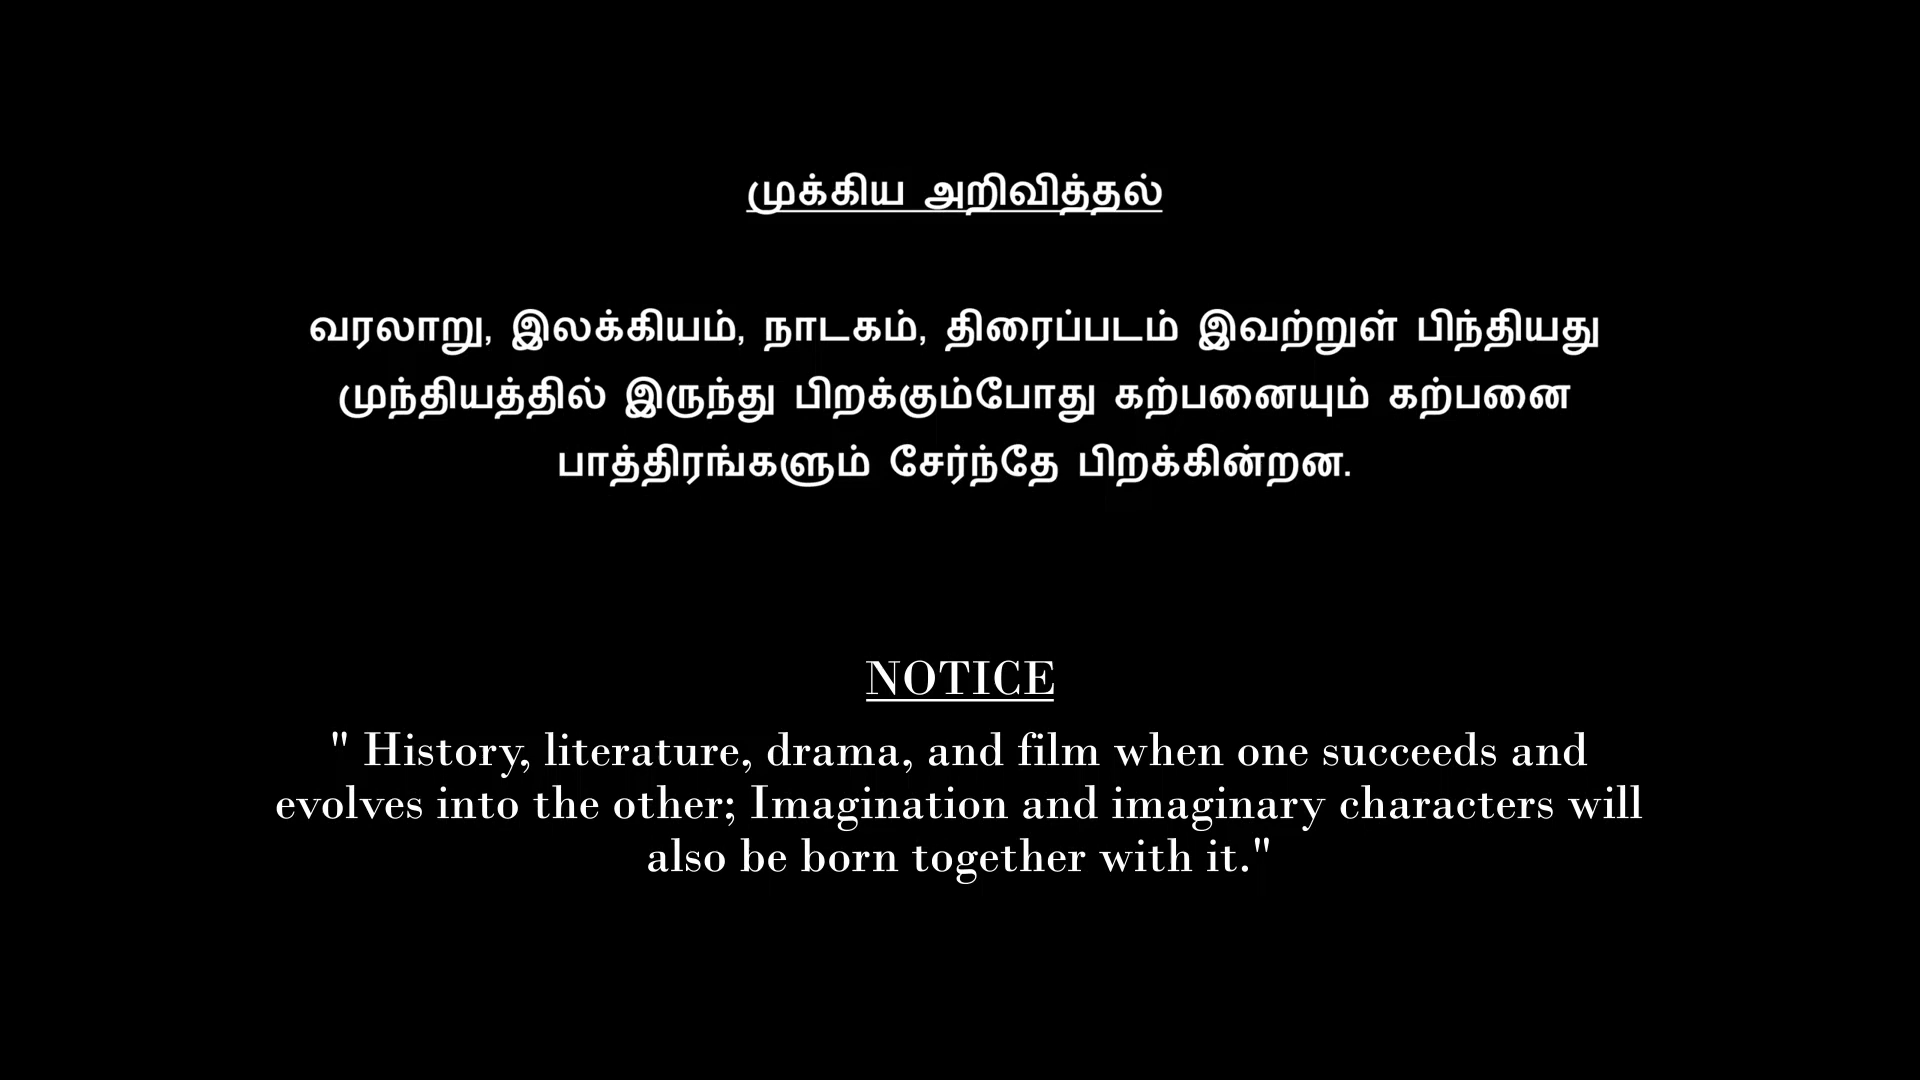 முக்கிய அறிவித்தல்
வரலாறு, இலக்கியம், நாடகம், திரைப்படம் இவற்றுள் பிந்தியது
முந்தியத்தில் இருந்து பிறக்கும்போது கற்பனையும் கற்பனை
பாத்திரங்களும் சேர்ந்தே பிறக்கின்றன.
NOTICE
" History, literature, drama, and film when one succeeds and
evolves into the other; Imagination and imaginary characters will
also be born together with it."